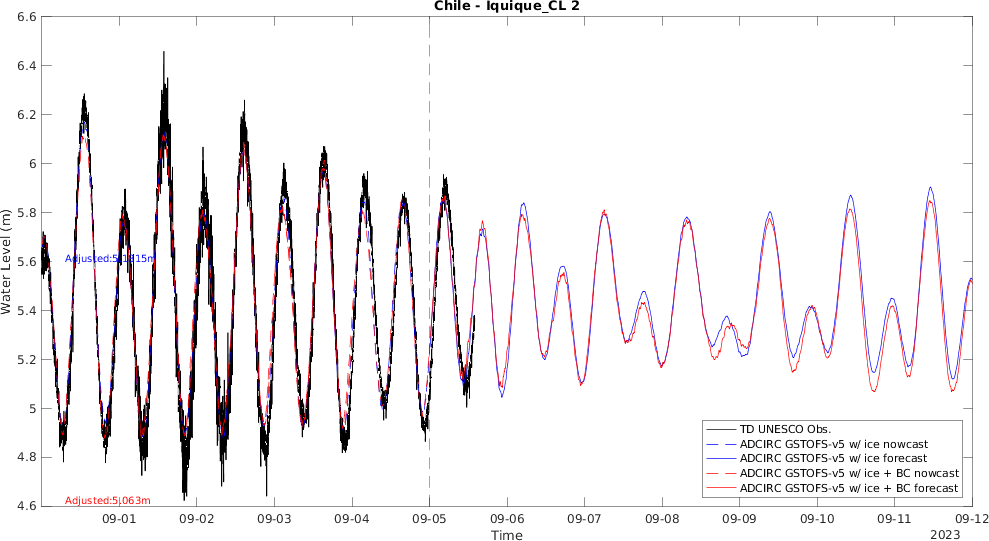 Chile - Iquique_CL 2
Water Level (m)
6.6
6.4
6.2
6
5.8
5.6
5.4
5.2
5
4.8
4.6
Adjusted:5.1815m
Adjusted:5.063m
TD UNESCO Obs.
ADCIRC GSTOFS-v5 w/ ice nowcast
ADCIRC GSTOFS-v5 w/ ice forecast
ADCIRC GSTOFS-v5 w/ ice + BC nowcast
ADCIRC GSTOFS-v5 w/ ice + BC forecast
09-01 09-02 09-03 09-04 09-05 09-06 09-07 09-08 09-09 09-10 09-11 09-12
Time
2023